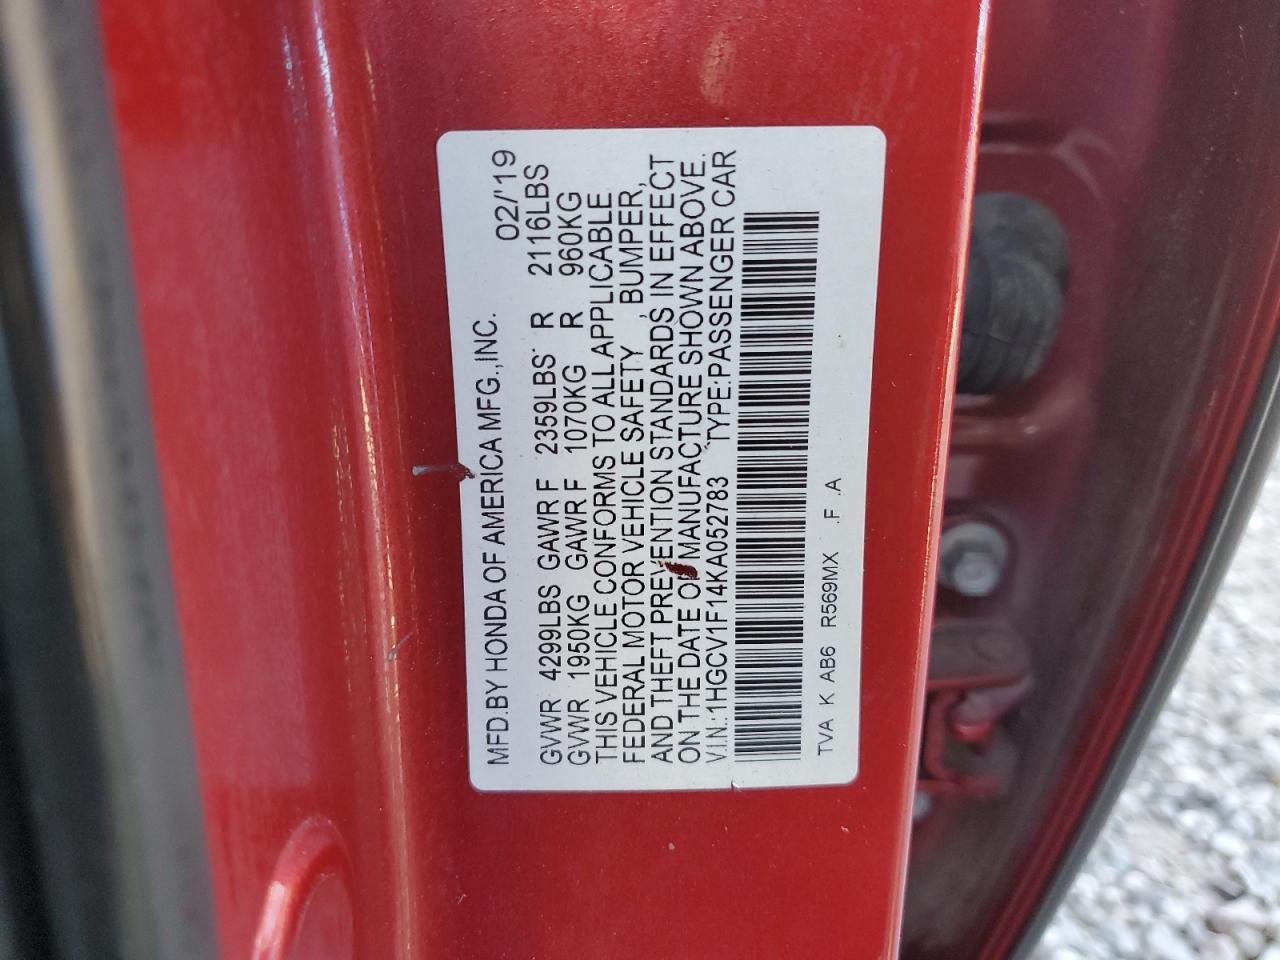 MFD.BY HONDA OF AMERICA MFG.,INC. 02/'19
GVWR 4299LBS GAWR F 2359LBS R 2116LBS
GVWR 1950KG GAWR F 1070KG R 960KG
THIS VEHICLE CONFORMS TO ALL APPLICABLE
FEDERAL MOTOR VEHICLE SAFETY , BUMPER,
AND THEFT PREVENTION STANDARDS IN EFFECT
ON THE DATE OF MANUFACTURE SHOWN ABOVE.
V.I.N.:1HGCV1F14KA052783 TYPE:PASSENGER CAR
TVA K AB6 R569MX .F .A